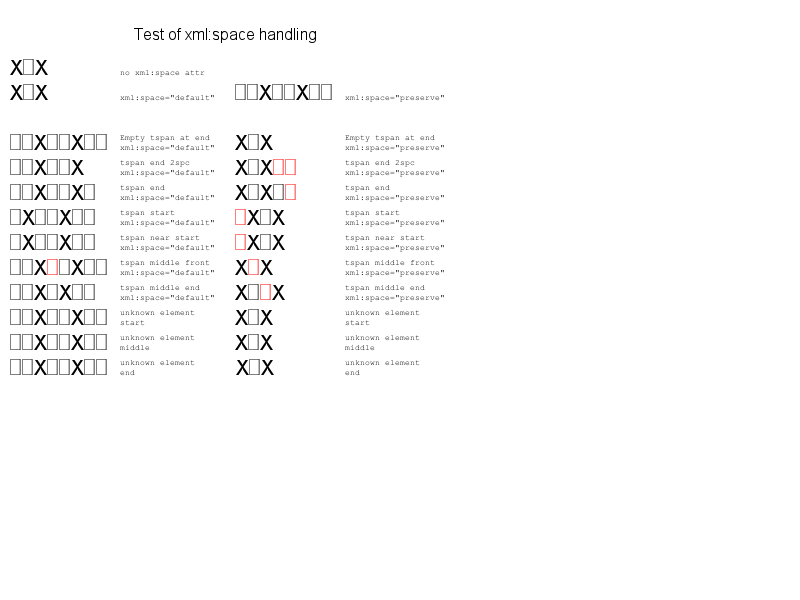 Test of xml:space handling
X□X no xml:space attr
X□X xml:space="default" □□X□□X□□ xml:space="preserve"
□□X□□X□□ Empty tspan at end xml:space="default" X□X Empty tspan at end xml:space="preserve"
□□X□□X tspan end 2spc xml:space="default" X□X□□ tspan end 2spc xml:space="preserve"
□□X□□X□ tspan end xml:space="default" X□X□□ tspan end xml:space="preserve"
□X□□X□□ tspan start xml:space="default" □X□X tspan start xml:space="preserve"
□X□□X□□ tspan near start xml:space="default" □X□X tspan near start xml:space="preserve"
□□X□□X□□ tspan middle front xml:space="default" X□X tspan middle front xml:space="preserve"
□□X□X□□ tspan middle end xml:space="default" X□□X tspan middle end xml:space="preserve"
□□X□□X□□ unknown element start X□X unknown element start
□□X□□X□□ unknown element middle X□X unknown element middle
□□X□□X□□ unknown element end X□X unknown element end